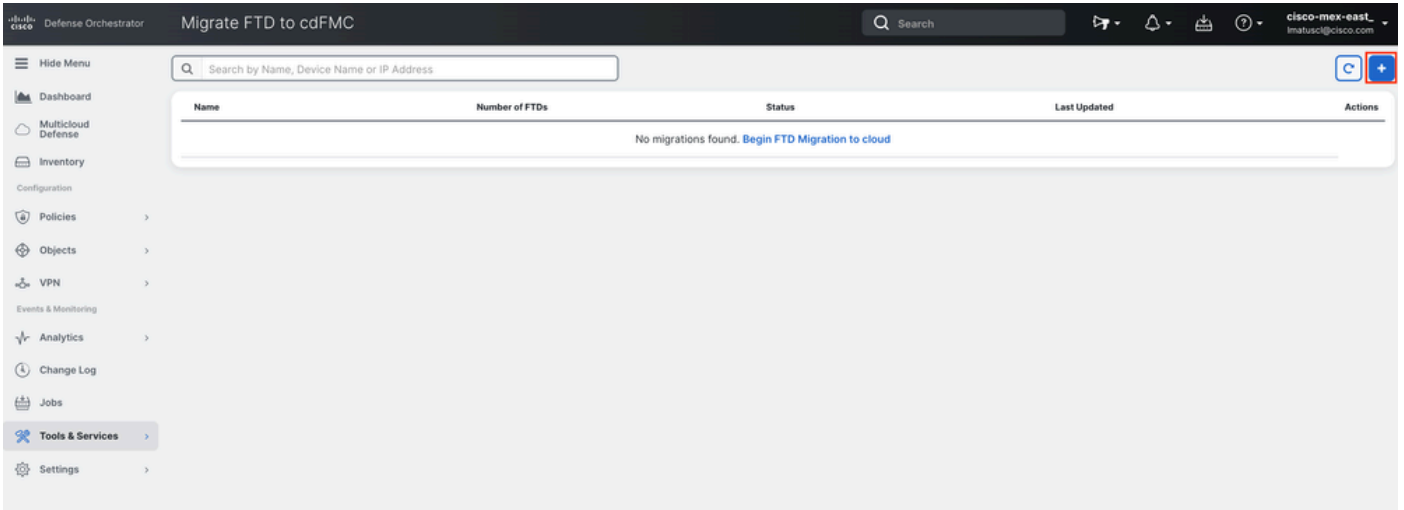 cisco Defense Orchestrator
Migrate FTD to cdFMC
Search
cisco-mex-east_
lmatuscl@cisco.com
Hide Menu
Search by Name, Device Name or IP Address
Dashboard
Name Number of FTDs Status Last Updated Actions
Multicloud
Defense
No migrations found. Begin FTD Migration to cloud
Inventory
Configuration
Policies
Objects
VPN
Events & Monitoring
Analytics
Change Log
Jobs
Tools & Services
Settings